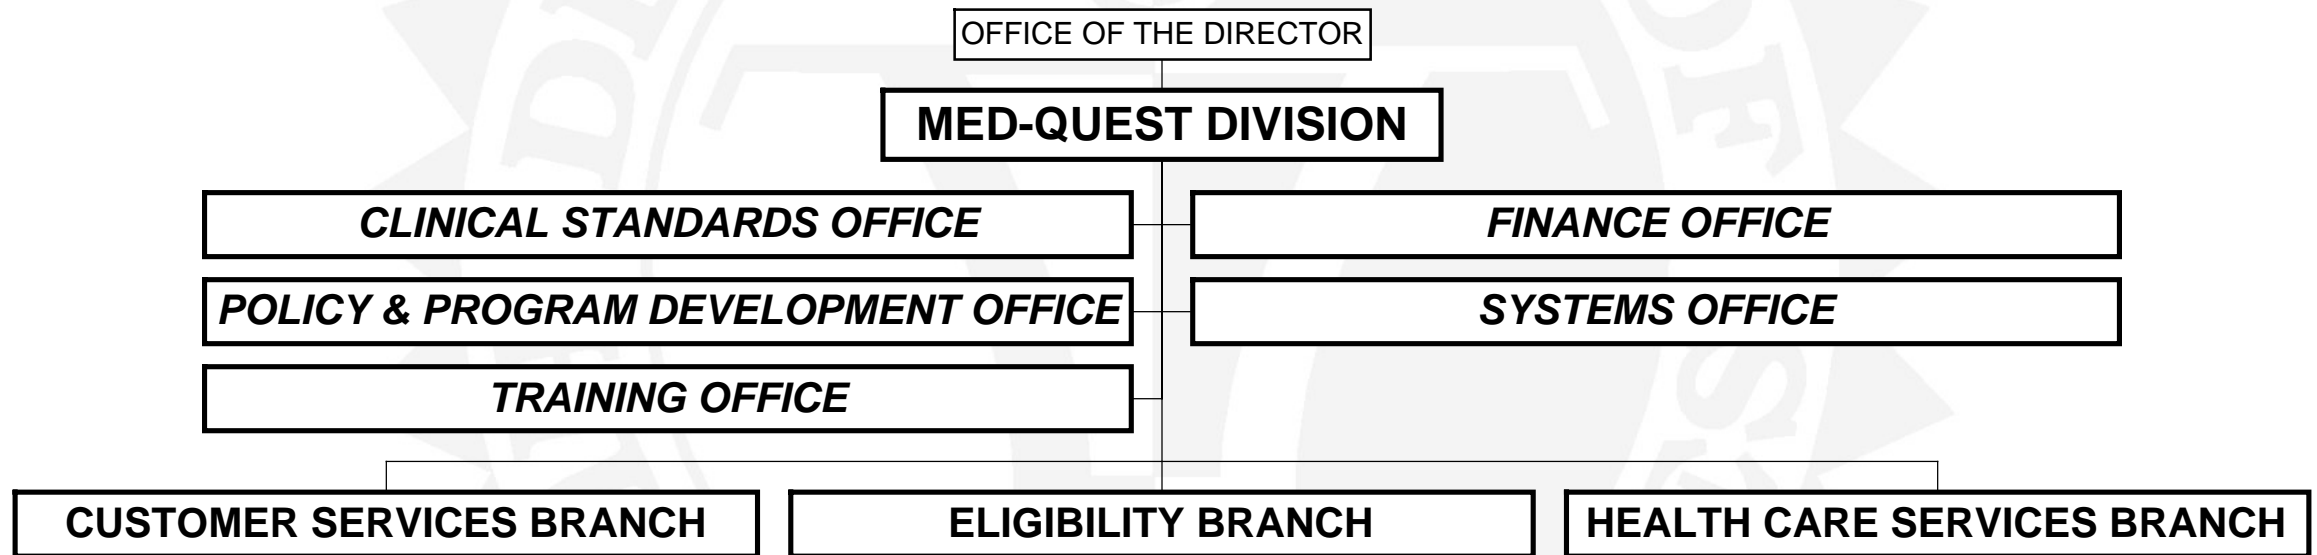 OFFICE OF THE DIRECTOR
MED-QUEST DIVISION
CLINICAL STANDARDS OFFICE
FINANCE OFFICE
POLICY & PROGRAM DEVELOPMENT OFFICE
SYSTEMS OFFICE
TRAINING OFFICE
CUSTOMER SERVICES BRANCH
ELIGIBILITY BRANCH
HEALTH CARE SERVICES BRANCH